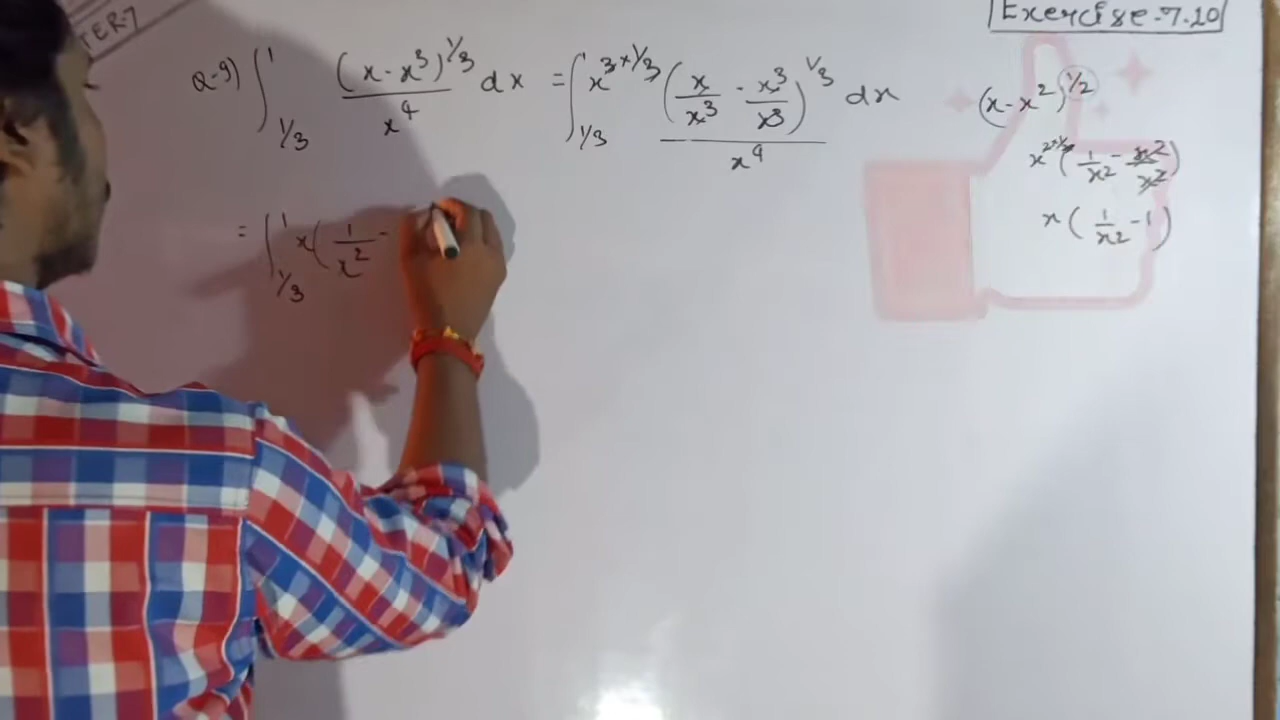 TER-7
Exercise-7.10
Q-9) ∫_{1/3}^{1} (x-x³)^{1/3} / x⁴ dx = ∫_{1/3}^{1} x^{3×1/3} (x/x³ - x³/x³)^{1/3} / x⁴ dx
(x-x²)^{1/2}
x^{2×1/2} (1/x² - x²/x²)
x (1/x² - 1)
= ∫_{1/3}^{1} x(1/x² -